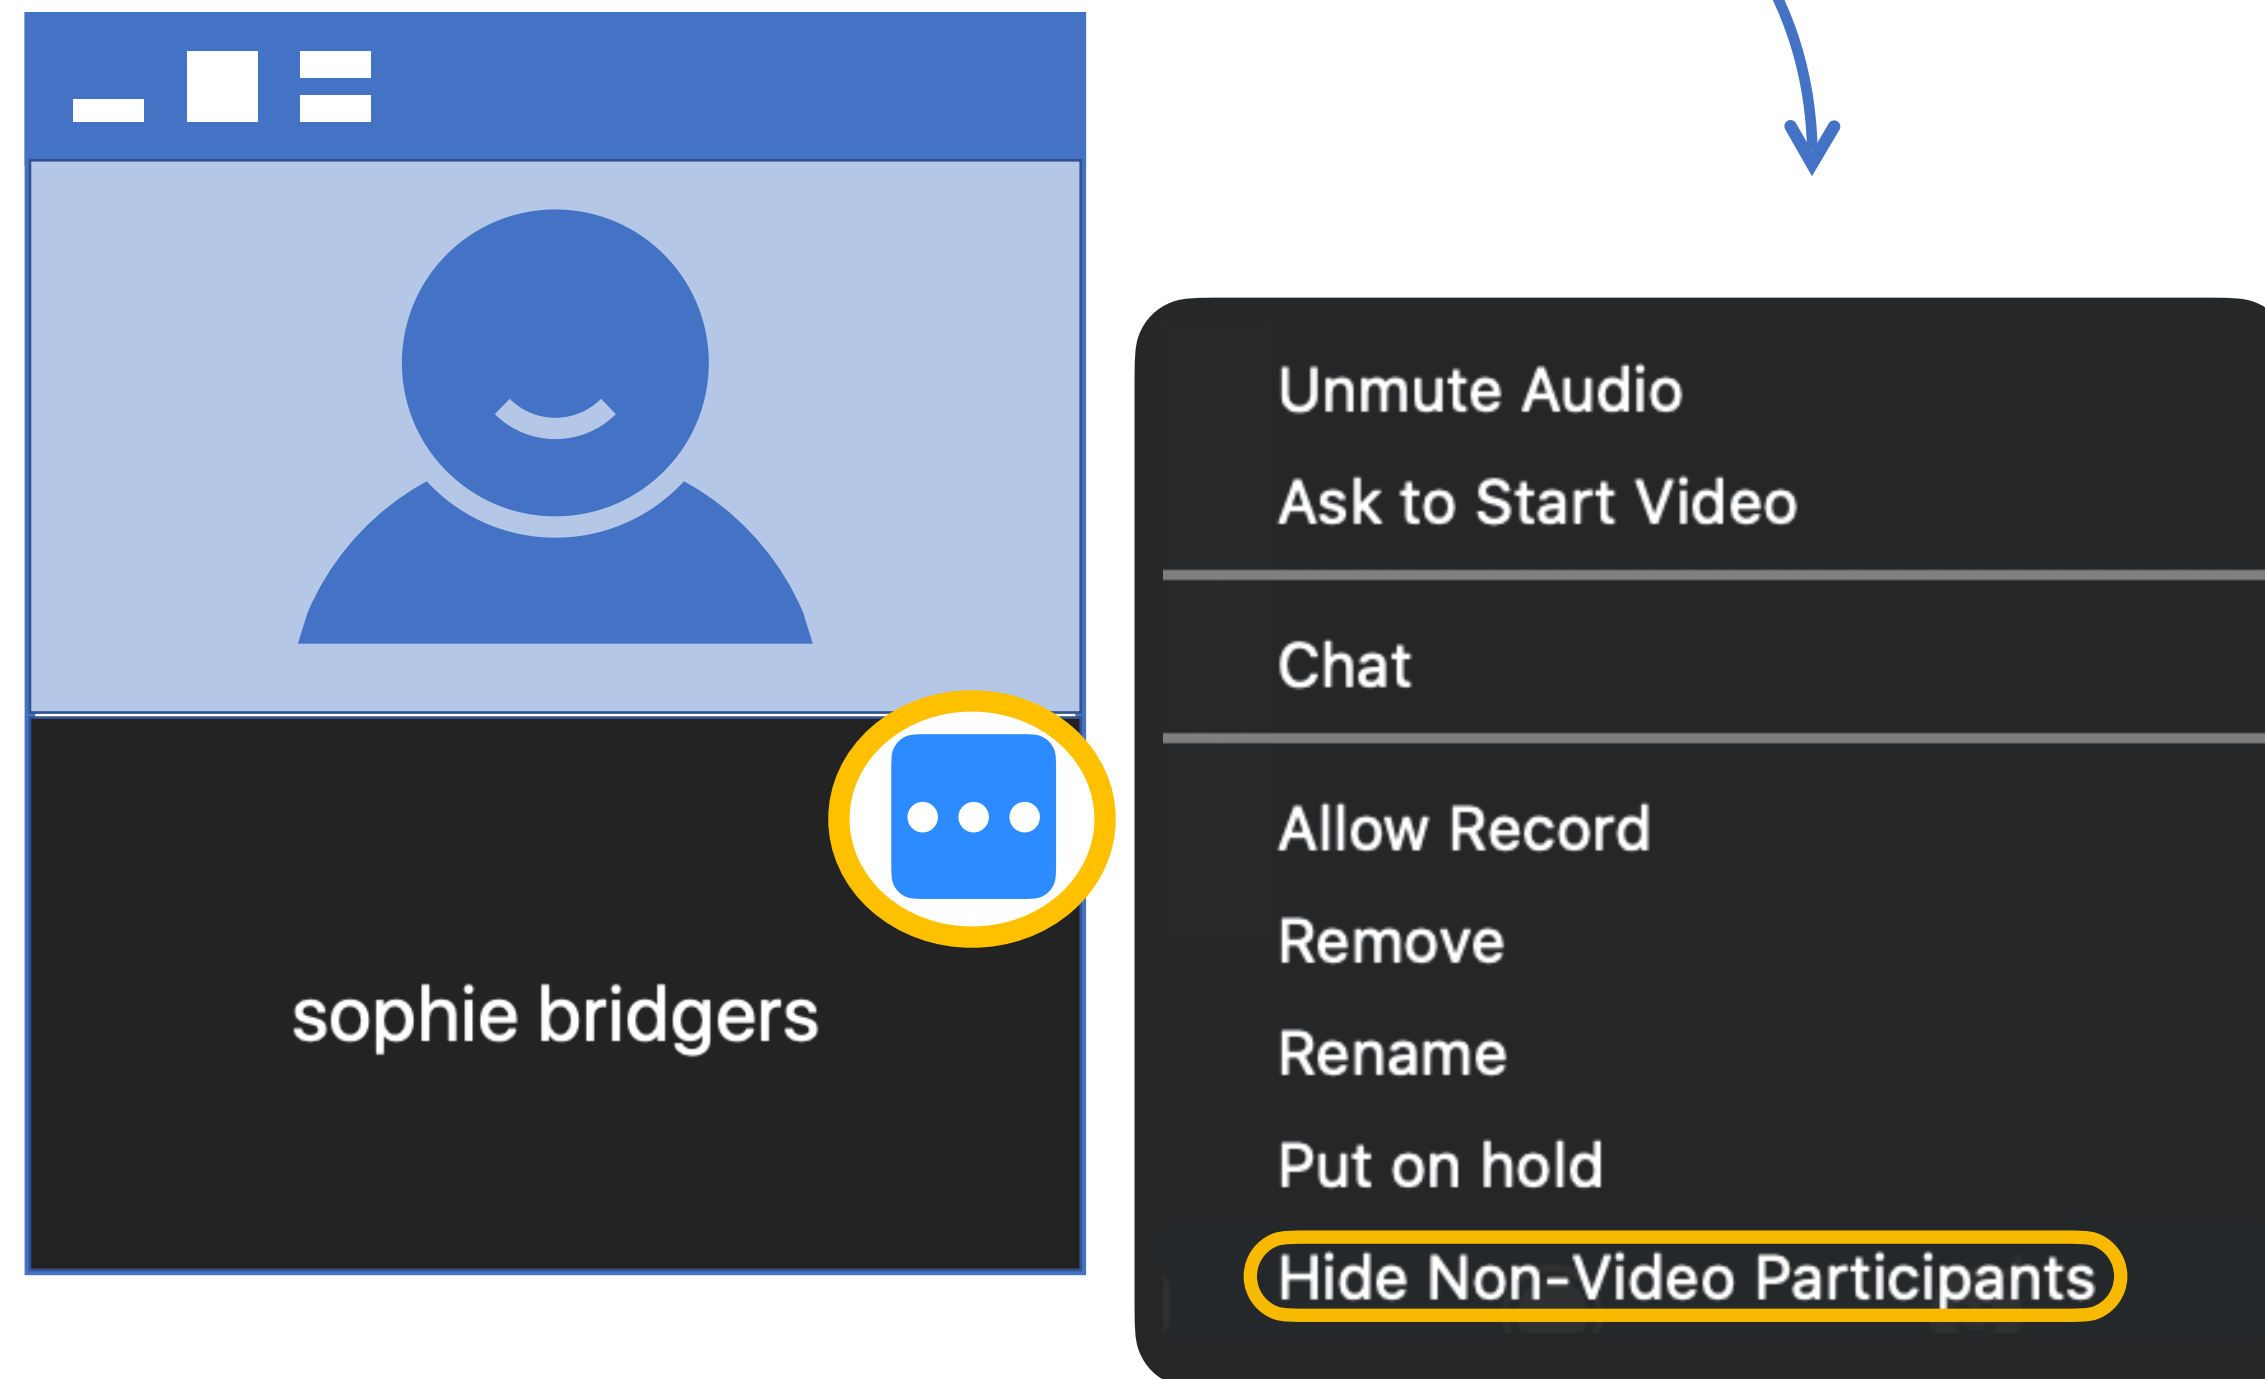 sophie bridgers
Unmute Audio
Ask to Start Video
Chat
Allow Record
Remove
Rename
Put on hold
Hide Non-Video Participants